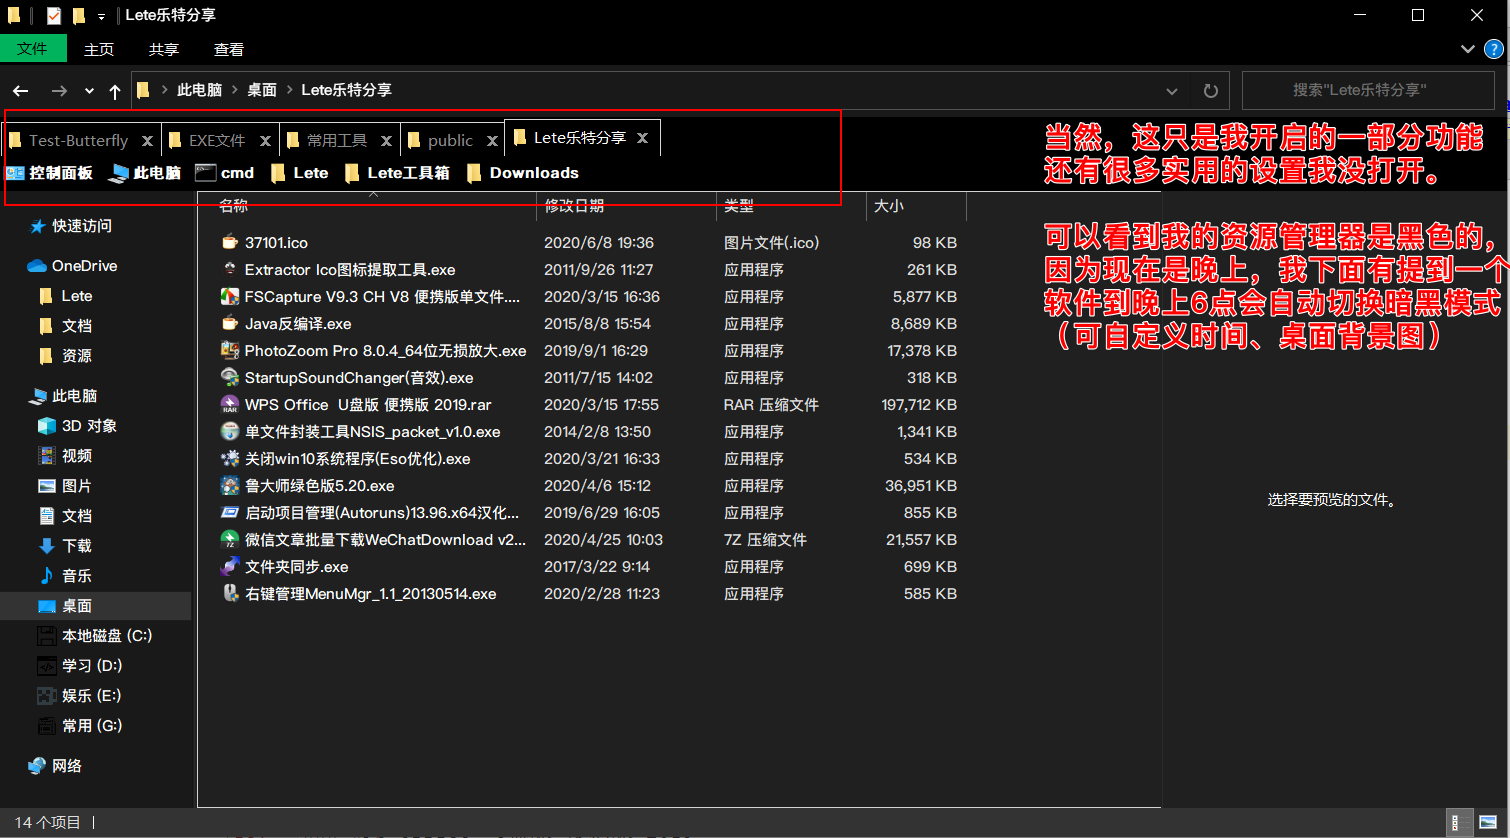 Lete乐特分享
文件 主页 共享 查看
此电脑 桌面 Lete乐特分享
搜索"Lete乐特分享"
Test-Butterfly EXE文件 常用工具 public Lete乐特分享
控制面板 此电脑 cmd Lete Lete工具箱 Downloads
当然，这只是我开启的一部分功能
还有很多实用的设置我没打开。
可以看到我的资源管理器是黑色的，
因为现在是晚上，我下面有提到一个
软件到晚上6点会自动切换暗黑模式
（可自定义时间、桌面背景图）
快速访问
OneDrive
Lete
文档
资源
此电脑
3D 对象
视频
图片
文档
下载
音乐
桌面
本地磁盘 (C:)
学习 (D:)
娱乐 (E:)
常用 (G:)
网络
名称 修改日期 类型 大小
37101.ico 2020/6/8 19:36 图片文件(.ico) 98 KB
Extractor Ico图标提取工具.exe 2011/9/26 11:27 应用程序 261 KB
FSCapture V9.3 CH V8 便携版单文件.... 2020/3/15 16:36 应用程序 5,877 KB
Java反编译.exe 2015/8/8 15:54 应用程序 8,689 KB
PhotoZoom Pro 8.0.4_64位无损放大.exe 2019/9/1 16:29 应用程序 17,378 KB
StartupSoundChanger(音效).exe 2011/7/15 14:02 应用程序 318 KB
WPS Office  U盘版 便携版 2019.rar 2020/3/15 17:55 RAR 压缩文件 197,712 KB
单文件封装工具NSIS_packet_v1.0.exe 2014/2/8 13:50 应用程序 1,341 KB
关闭win10系统程序(Eso优化).exe 2020/3/21 16:33 应用程序 534 KB
鲁大师绿色版5.20.exe 2020/4/6 15:12 应用程序 36,951 KB
启动项目管理(Autoruns)13.96.x64汉化... 2019/6/29 16:05 应用程序 855 KB
微信文章批量下载WeChatDownload v2... 2020/4/25 10:03 7Z 压缩文件 21,557 KB
文件夹同步.exe 2017/3/22 9:14 应用程序 699 KB
右键管理MenuMgr_1.1_20130514.exe 2020/2/28 11:23 应用程序 585 KB
选择要预览的文件。
14 个项目